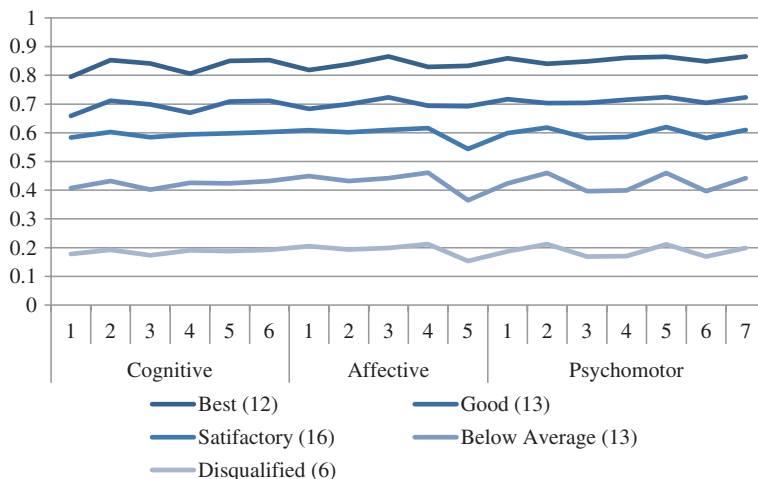 1
0.9
0.8
0.7
0.6
0.5
0.4
0.3
0.2
0.1
0
1 2 3 4 5 6 1 2 3 4 5 1 2 3 4 5 6 7
Cognitive Affective Psychomotor
Best (12) Good (13)
Satifactory (16) Below Average (13)
Disqualified (6)